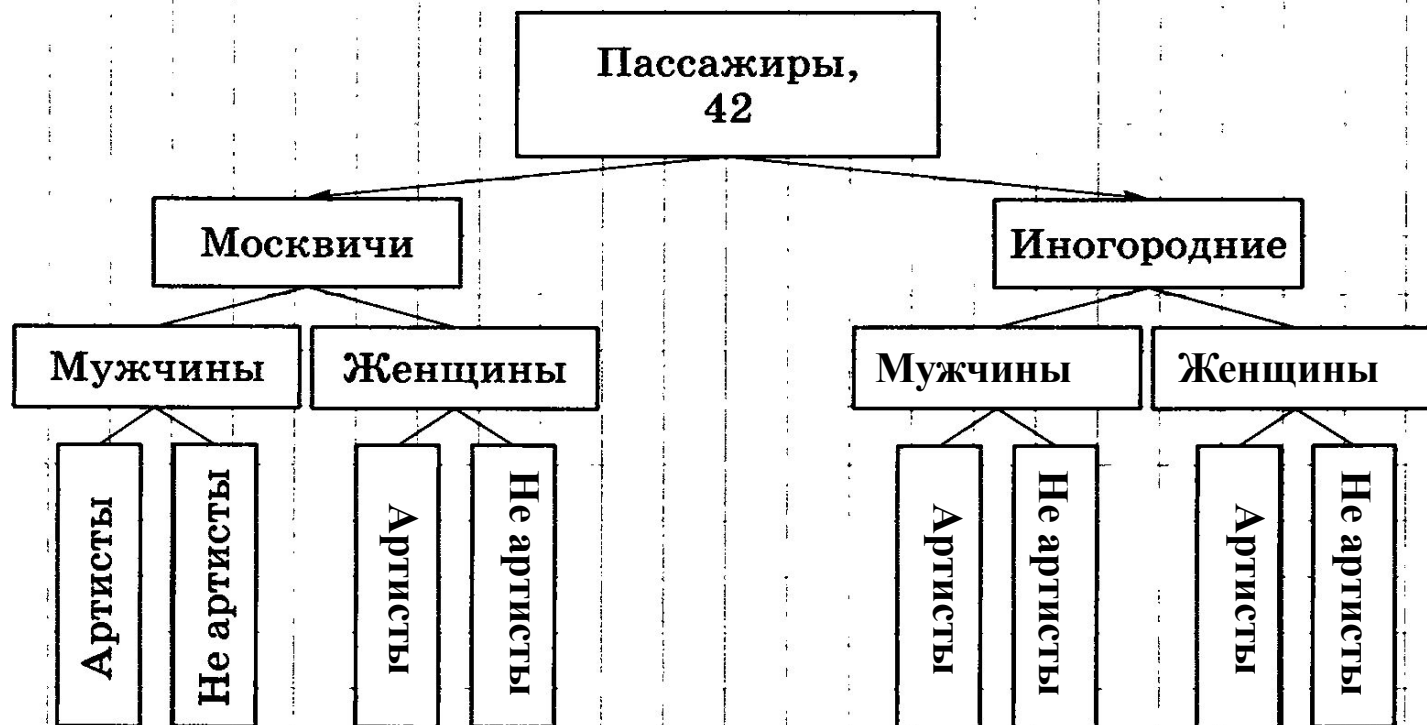 Пассажиры,
42
Москвичи
Иногородние
Мужчины
Женщины
Мужчины
Женщины
Артисты
Не артисты
Артисты
Не артисты
Артисты
Не артисты
Артисты
Не артисты